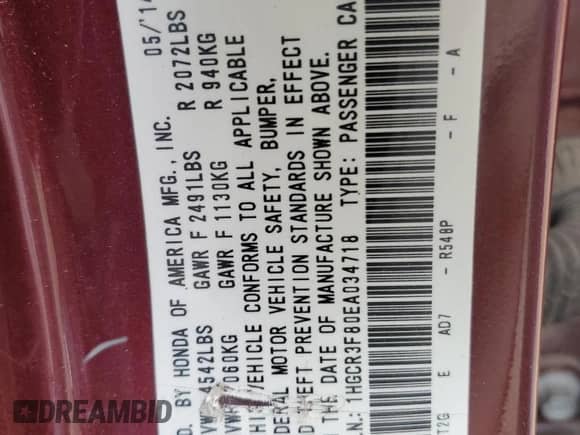 D. BY HONDA OF AMERICA MFG., INC. 05/'14
4542LBS GAWR F 2491LBS R 2072LBS
060KG GAWR F 1130KG R 940KG
VEHICLE CONFORMS TO ALL APPLICABLE
DERAL MOTOR VEHICLE SAFETY, BUMPER,
THEFT PREVENTION STANDARDS IN EFFECT
N THE DATE OF MANUFACTURE SHOWN ABOVE.
.N.: 1HGCR3F80EA034718 TYPE: PASSENGER CA
T2G E AD7 - R548P - F - A
© DREAMBID